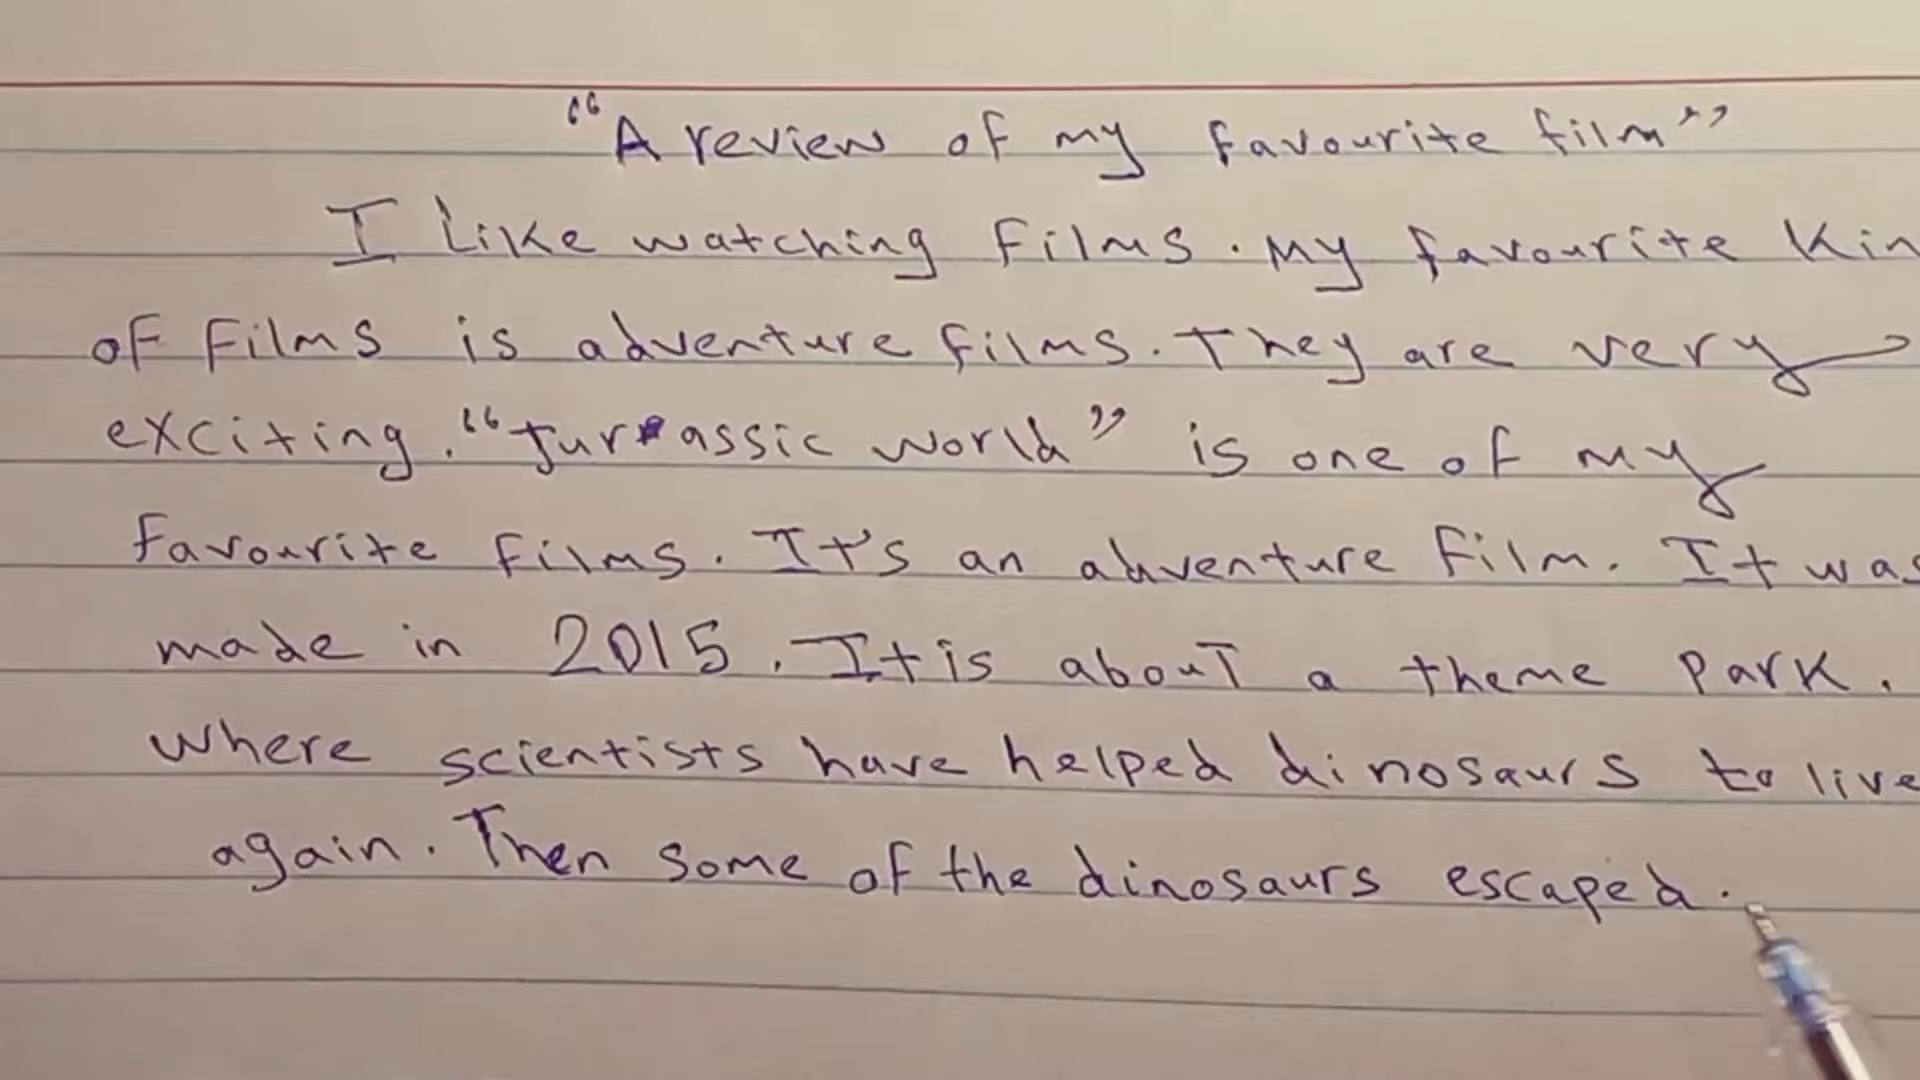 "A review of my favourite film"
I like watching films. My favourite kin
of films is adventure films. They are very
exciting. "Jurassic world" is one of my
favourite films. It's an adventure film. It was
made in 2015. It is about a theme park.
where scientists have helped dinosaurs to live
again. Then some of the dinosaurs escaped.